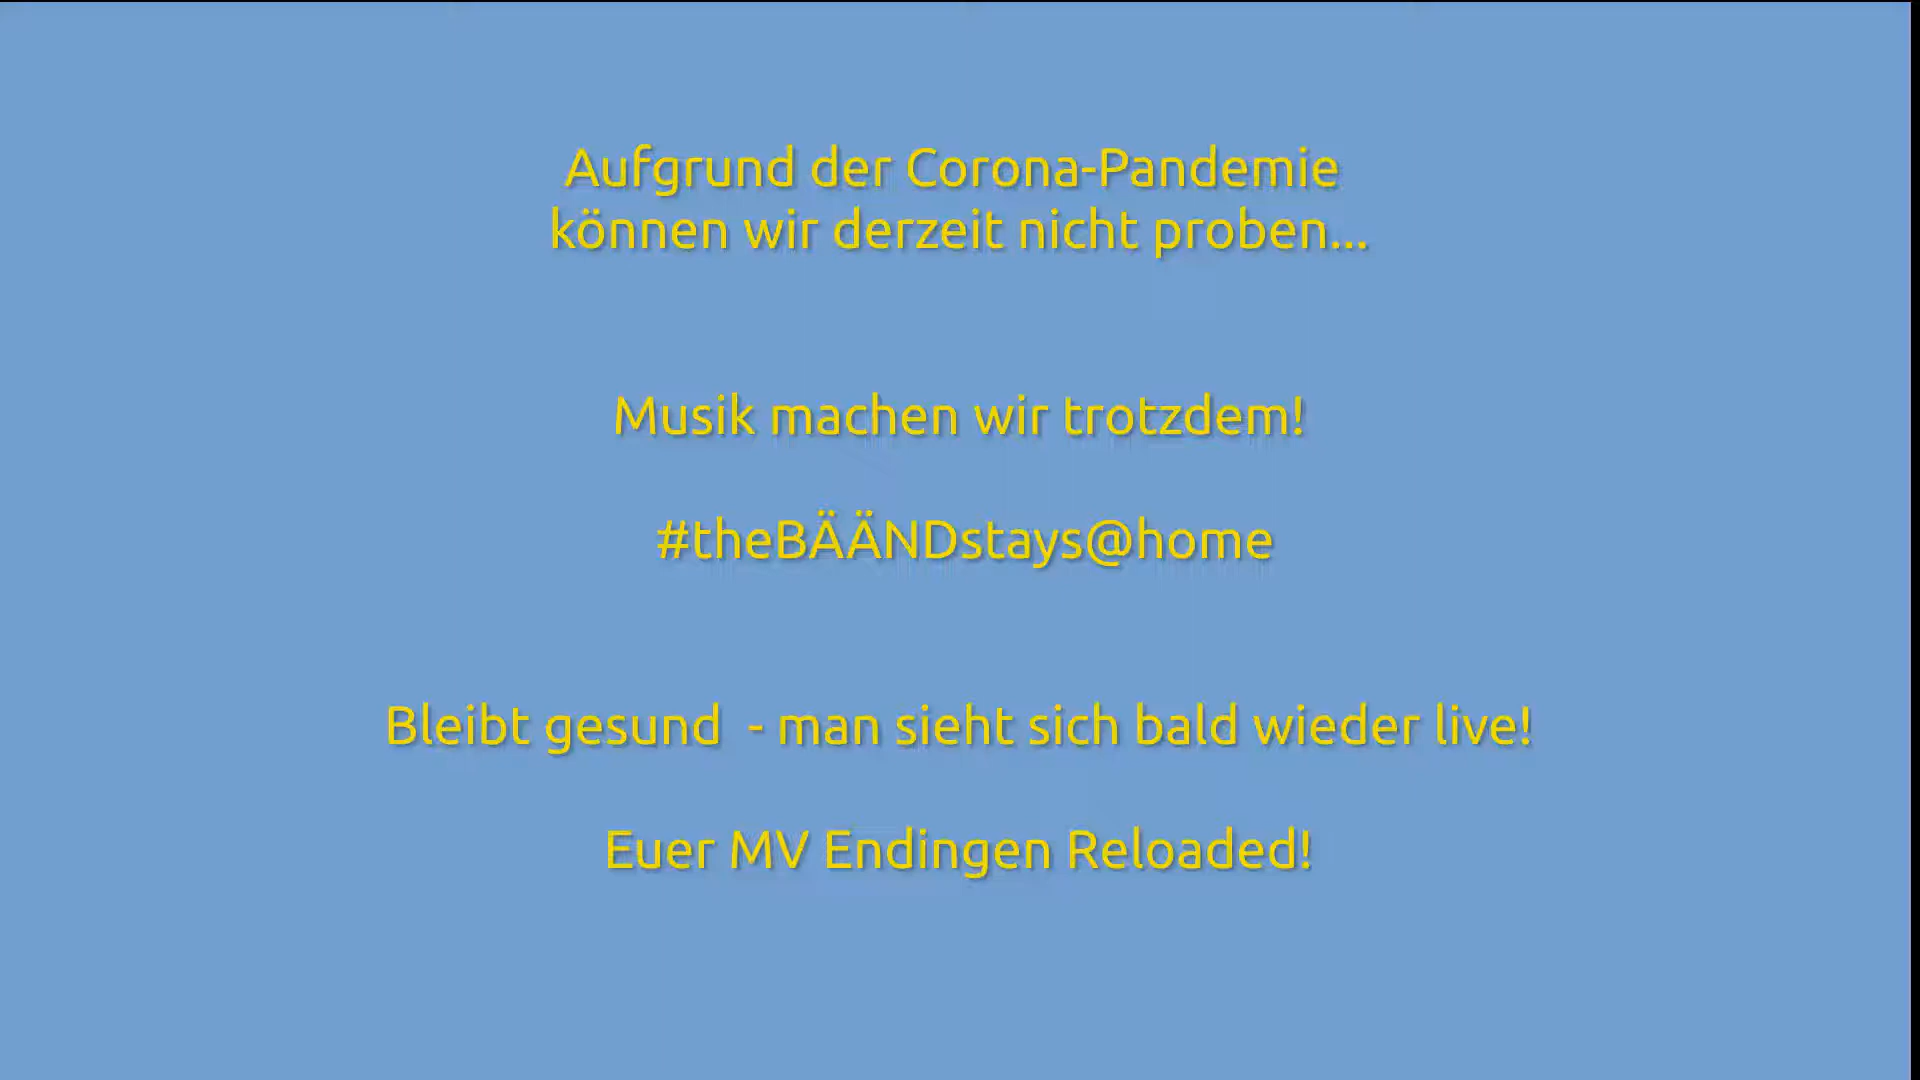 Aufgrund der Corona-Pandemie
können wir derzeit nicht proben...
Musik machen wir trotzdem!
#theBÄÄNDstays@home
Bleibt gesund  - man sieht sich bald wieder live!
Euer MV Endingen Reloaded!